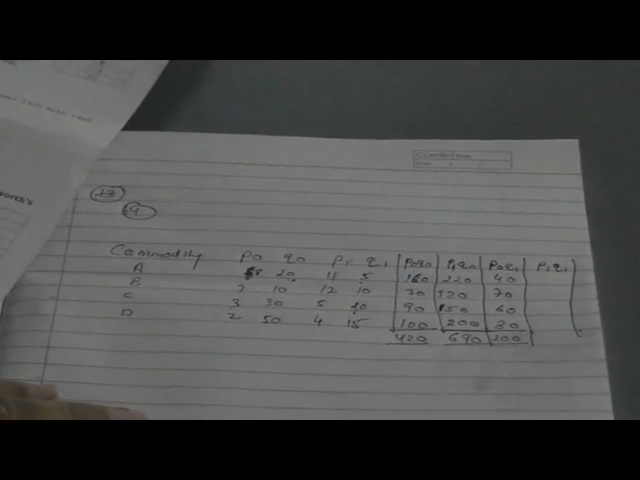 4
Commodity p0 q0 p1 q1 p0q0 p1q0 p0q1 p1q1
A 8 20 11 5 160 220 40
B 7 10 12 10 70 120 70
C 3 30 5 20 90 150 60
D 2 50 4 15 100 200 30
420 690 200